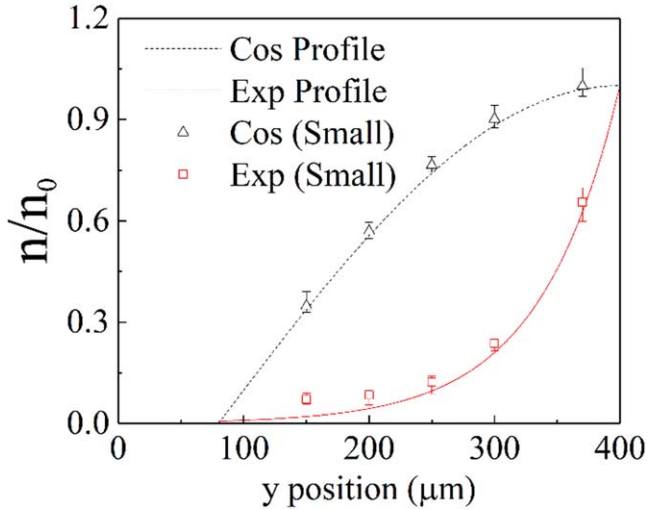 1.2
0.9
0.6
0.3
0.0
n/n₀
Cos Profile
Exp Profile
Cos (Small)
Exp (Small)
0
100
200
300
400
y position (μm)